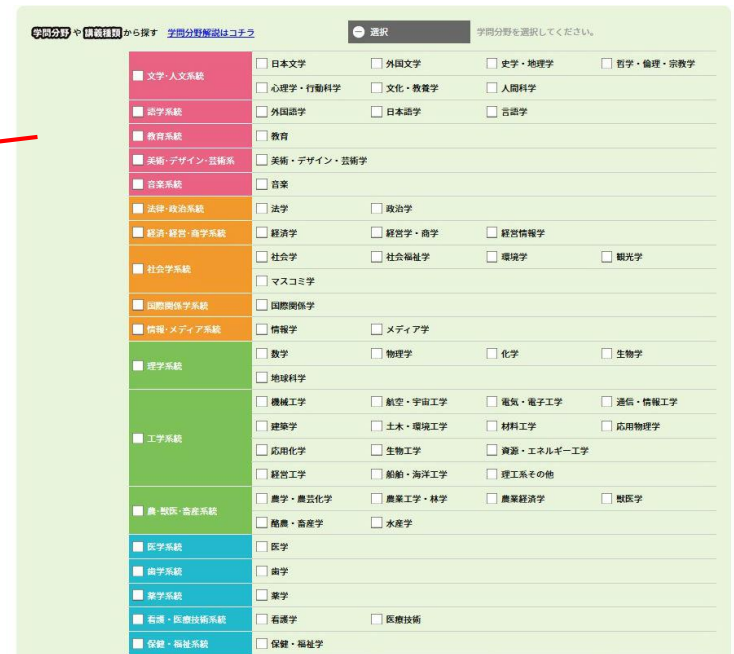 学問分野 や 講義種類 から探す 学問分野解説はコチラ 選択 学問分野を選択してください。
文学・人文系統 日本文学 外国文学 史学・地理学 哲学・倫理・宗教学
心理学・行動科学 文化・教養学 人間科学
語学系統 外国語学 日本語学 言語学
教育系統 教育
美術・デザイン・芸術系 美術・デザイン・芸術学
音楽系統 音楽
法律・政治系統 法学 政治学
経済・経営・商学系統 経済学 経営学・商学 経営情報学
社会学系統 社会学 社会福祉学 環境学 観光学
マスコミ学
国際関係学系統 国際関係学
情報・メディア系統 情報学 メディア学
理学系統 数学 物理学 化学 生物学
地球科学
工学系統 機械工学 航空・宇宙工学 電気・電子工学 通信・情報工学
建築学 土木・環境工学 材料工学 応用物理学
応用化学 生物工学 資源・エネルギー工学
経営工学 船舶・海洋工学 理工系その他
農・獣医・畜産系統 農学・農芸化学 農業工学・林学 農業経済学 獣医学
酪農・畜産学 水産学
医学系統 医学
歯学系統 歯学
薬学系統 薬学
看護・医療技術系統 看護学 医療技術
保健・福祉系統 保健・福祉学